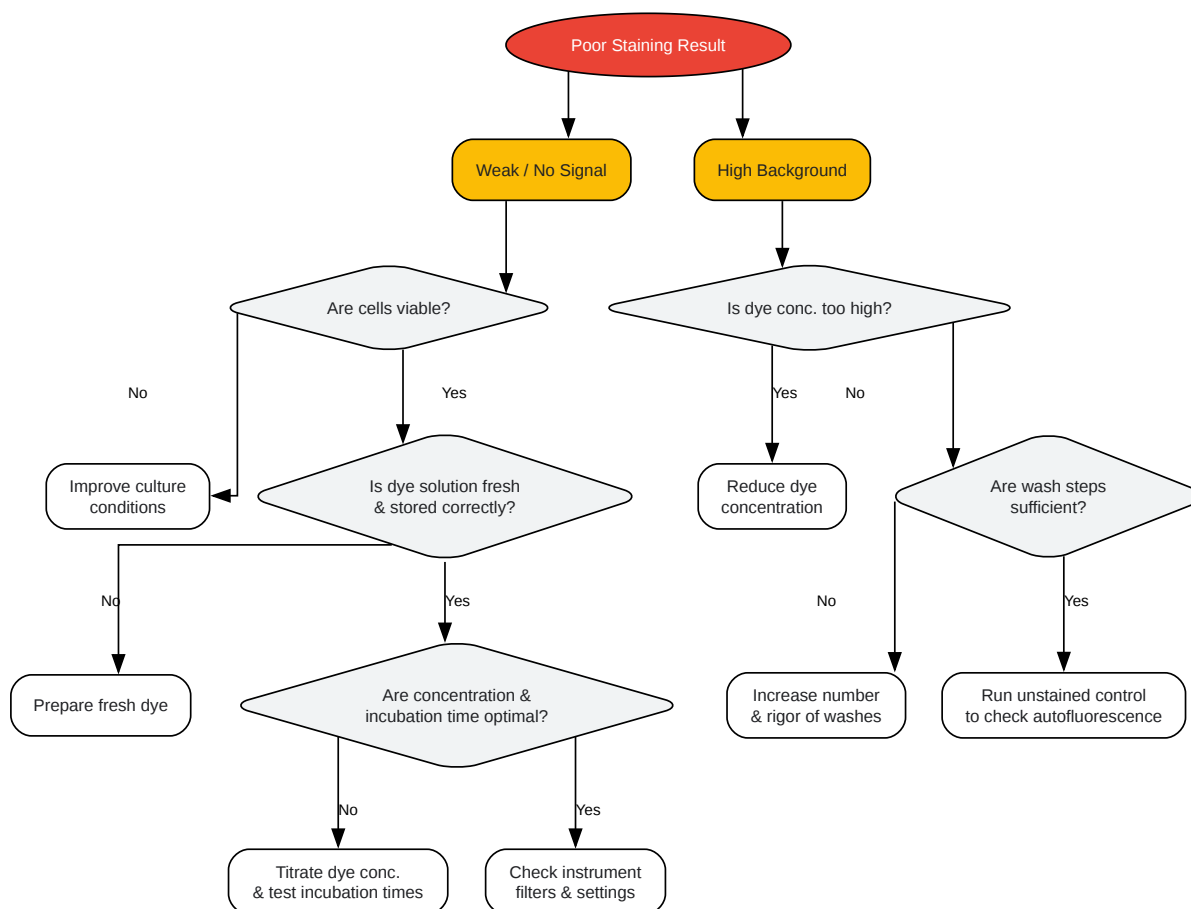 Poor Staining Result
Weak / No Signal
High Background
Are cells viable?
Is dye conc. too high?
No
Yes
Yes
No
Improve culture
conditions
Is dye solution fresh
& stored correctly?
Reduce dye
concentration
Are wash steps
sufficient?
No
Yes
No
Yes
Prepare fresh dye
Are concentration &
incubation time optimal?
Increase number
& rigor of washes
Run unstained control
to check autofluorescence
No
Yes
Titrate dye conc.
& test incubation times
Check instrument
filters & settings